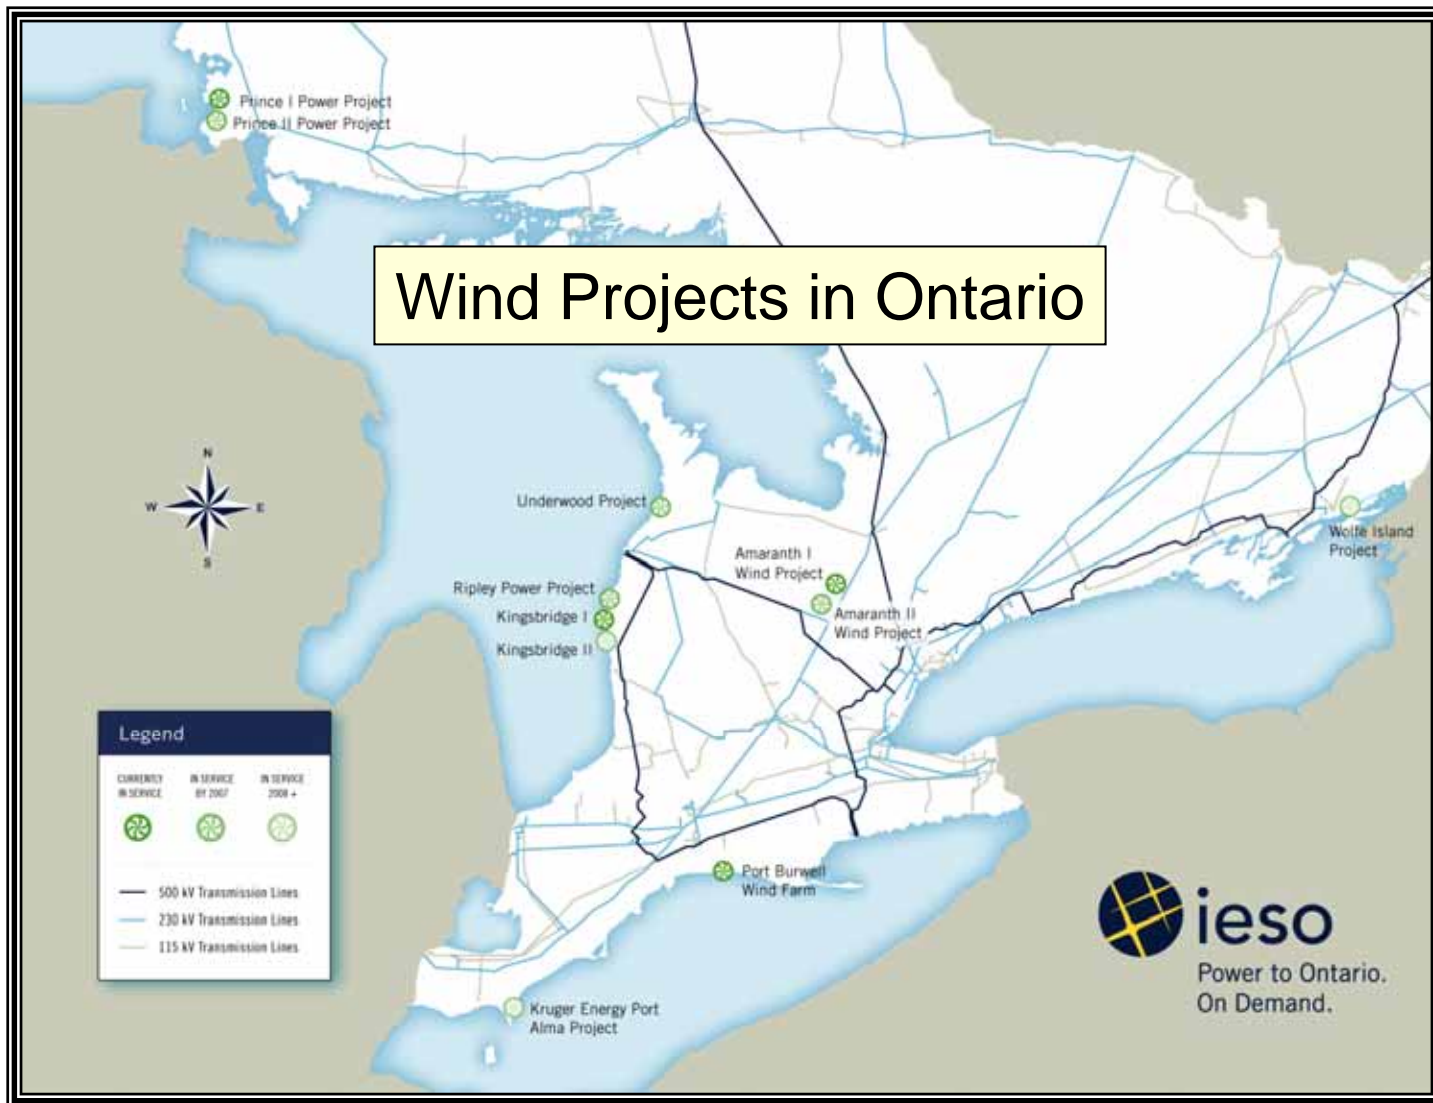 Prince I Power Project
Prince II Power Project
Wind Projects in Ontario
N
W
E
S
Underwood Project
Wolfe Island
Project
Amaranth I
Wind Project
Ripley Power Project
Kingsbridge I
Amaranth II
Wind Project
Kingsbridge II
Legend
CURRENTLY
IN SERVICE
IN SERVICE
BY 2007
IN SERVICE
2008 +
500 kV Transmission Lines
230 kV Transmission Lines
115 kV Transmission Lines
Port Burwell
Wind Farm
Kruger Energy Port
Alma Project
ieso
Power to Ontario.
On Demand.